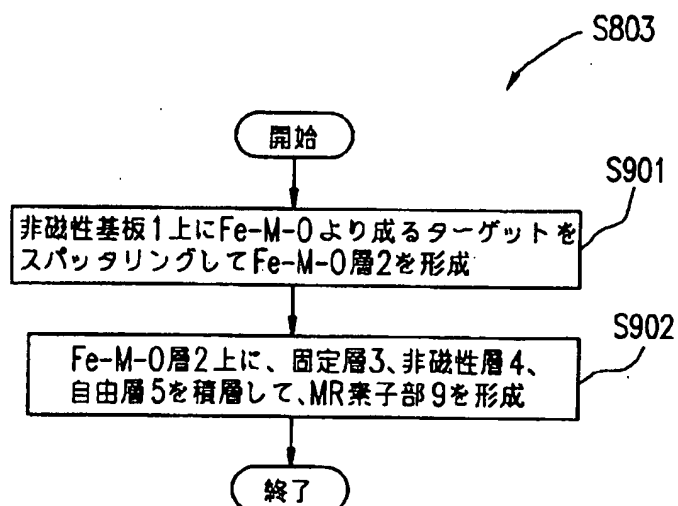 S803
開始
S901
非磁性基板1上にFe-M-Oより成るターゲットを
スパッタリングしてFe-M-O層2を形成
S902
Fe-M-O層2上に、固定層3、非磁性層4、
自由層5を積層して、MR素子部9を形成
終了